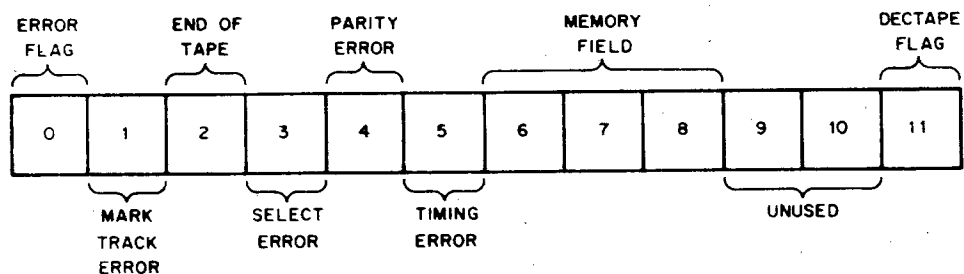 ERROR
FLAG
END OF
TAPE
PARITY
ERROR
MEMORY
FIELD
DECTAPE
FLAG
0 1 2 3 4 5 6 7 8 9 10 11
MARK
TRACK
ERROR
SELECT
ERROR
TIMING
ERROR
UNUSED